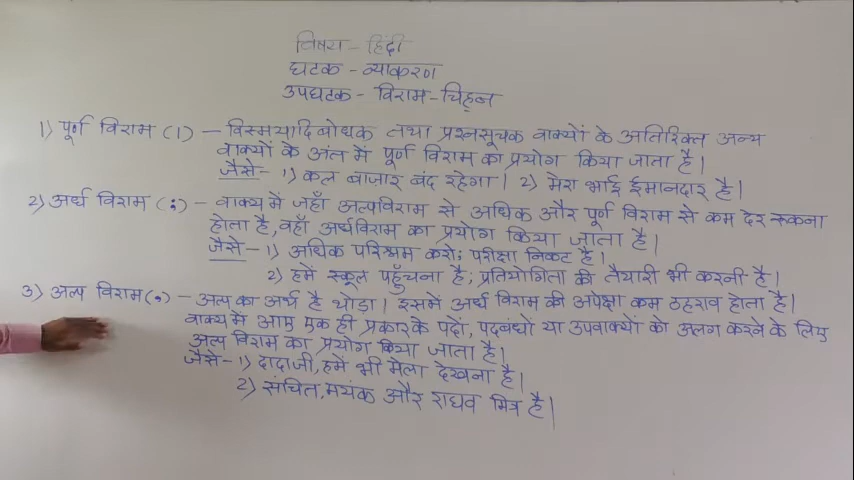 विषय - हिंदी
घटक - व्याकरण
उपघटक - विराम-चिह्न
1) पूर्ण विराम (।) - विस्मयादिबोधक तथा प्रश्नसूचक वाक्यों के अतिरिक्त अन्य
वाक्यों के अंत में पूर्ण विराम का प्रयोग किया जाता है।
जैसे- 1) कल बाज़ार बंद रहेगा। 2) मेरा भाई ईमानदार है।
2) अर्ध विराम (;) - वाक्य में जहाँ अल्पविराम से अधिक और पूर्ण विराम से कम देर रूकना
होता है, वहाँ अर्धविराम का प्रयोग किया जाता है।
जैसे - 1) अधिक परिश्रम करो; परीक्षा निकट है।
2) हमें स्कूल पहुँचना है; प्रतियोगिता की तैयारी भी करनी है।
3) अल्प विराम(,) - अल्प का अर्थ है थोड़ा। इसमें अर्ध विराम की अपेक्षा कम ठहराव होता है।
वाक्य में आए एक ही प्रकार के पदों, पदबंधों या उपवाक्यों को अलग करने के लिए
अल्प विराम का प्रयोग किया जाता है।
जैसे- 1) दादाजी, हमें भी मेला देखना है।
2) संचित, मयंक और राघव मित्र है।